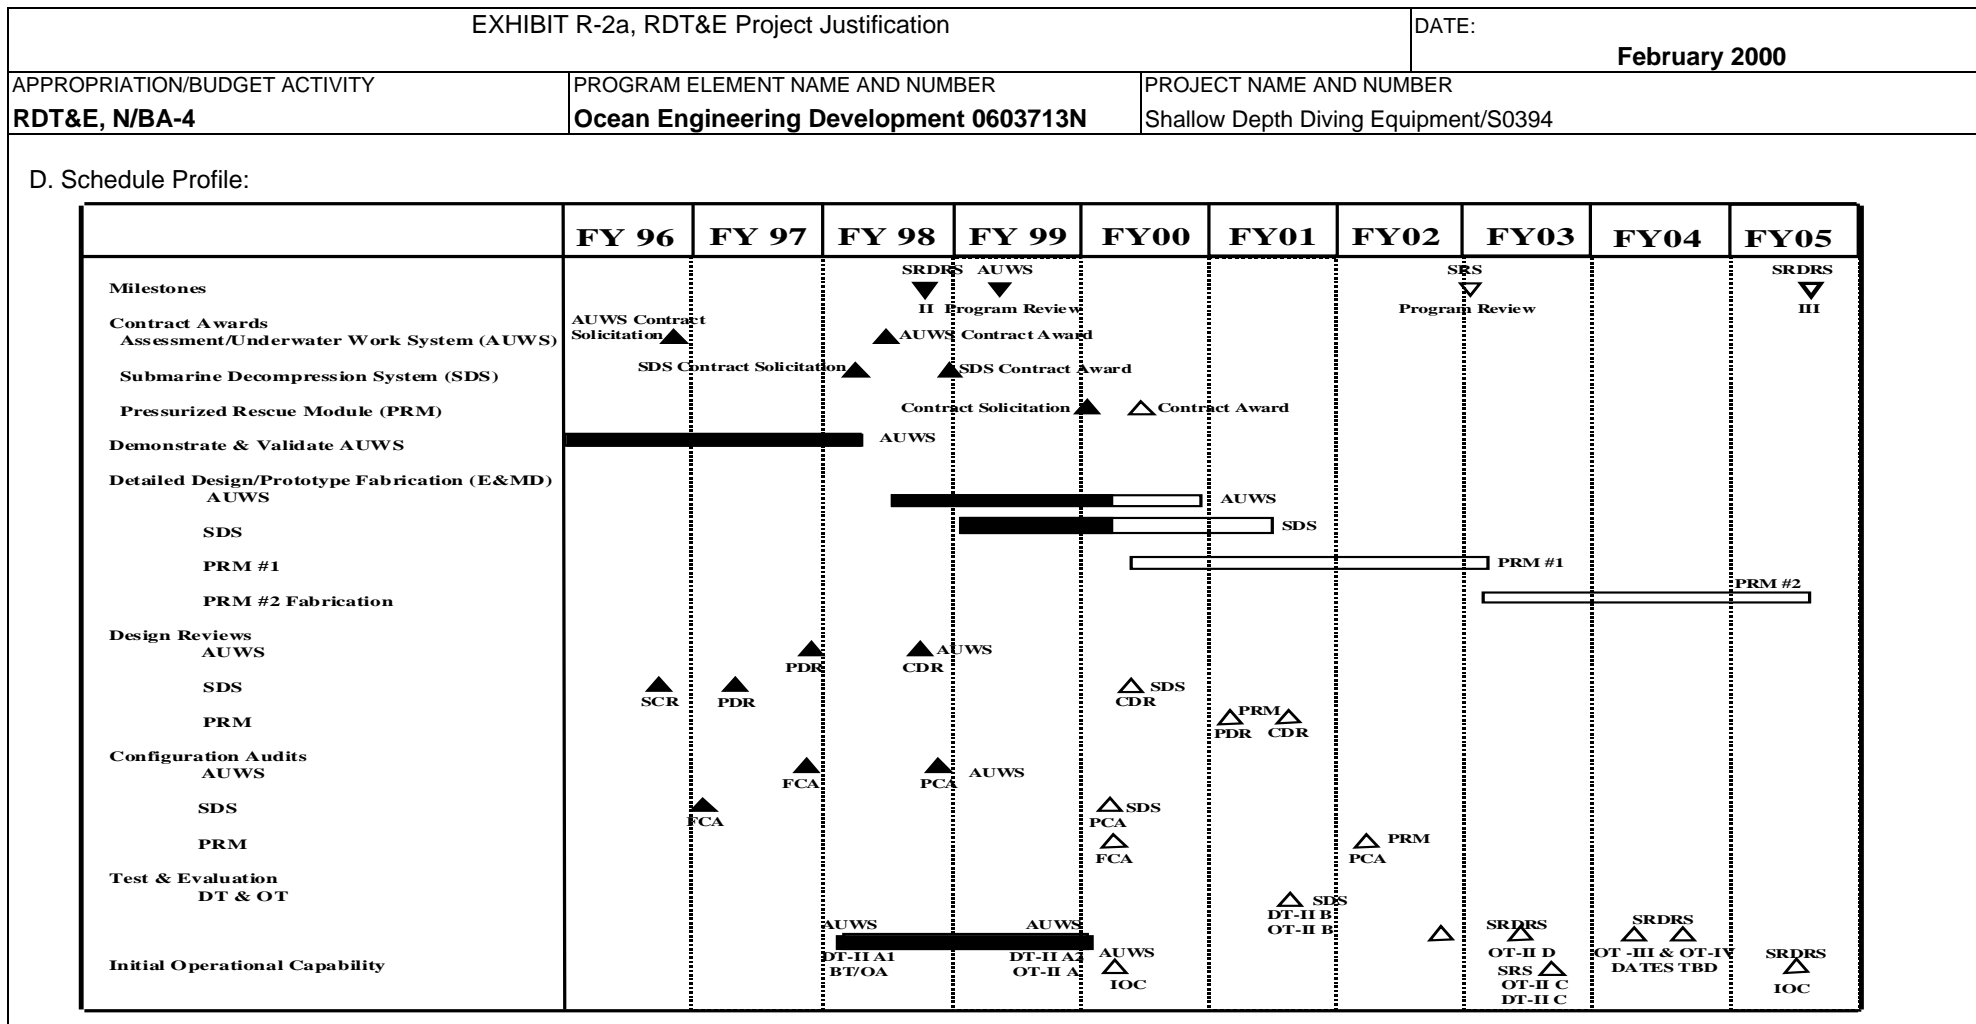 EXHIBIT R-2a, RDT&E Project Justification
DATE:
February 2000
APPROPRIATION/BUDGET ACTIVITY
PROGRAM ELEMENT NAME AND NUMBER
PROJECT NAME AND NUMBER
RDT&E, N/BA-4
Ocean Engineering Development 0603713N
Shallow Depth Diving Equipment/S0394
D. Schedule Profile:
FY 96 FY 97 FY 98 FY 99 FY00 FY01 FY02 FY03 FY04 FY05
SRDRS AUWS SRS SRDRS
Milestones
II Program Review Program Review III
Contract Awards
AUWS Contract
Assessment/Underwater Work System (AUWS)
Solicitation AUWS Contract Award
Submarine Decompression System (SDS)
SDS Contract Solicitation SDS Contract Award
Pressurized Rescue Module (PRM)
Contract Solicitation Contract Award
Demonstrate & Validate AUWS
AUWS
Detailed Design/Prototype Fabrication (E&MD)
AUWS AUWS
SDS SDS
PRM #1 PRM #1
PRM #2 Fabrication PRM #2
Design Reviews
AUWS AUWS
PDR CDR
SDS SDS
SCR PDR CDR
PRM PRM
PDR CDR
Configuration Audits
AUWS AUWS
FCA PCA
SDS SDS
FCA PCA
PRM PRM
FCA PCA
Test & Evaluation
DT & OT SDS
DT-II B
OT-II B
AUWS AUWS SRDRS SRDRS
DT-II A1 DT-II A2 AUWS OT-II D OT -III & OT-IV SRDRS
Initial Operational Capability
BT/OA OT-II A SRS DATES TBD
IOC OT-II C IOC
DT-II C